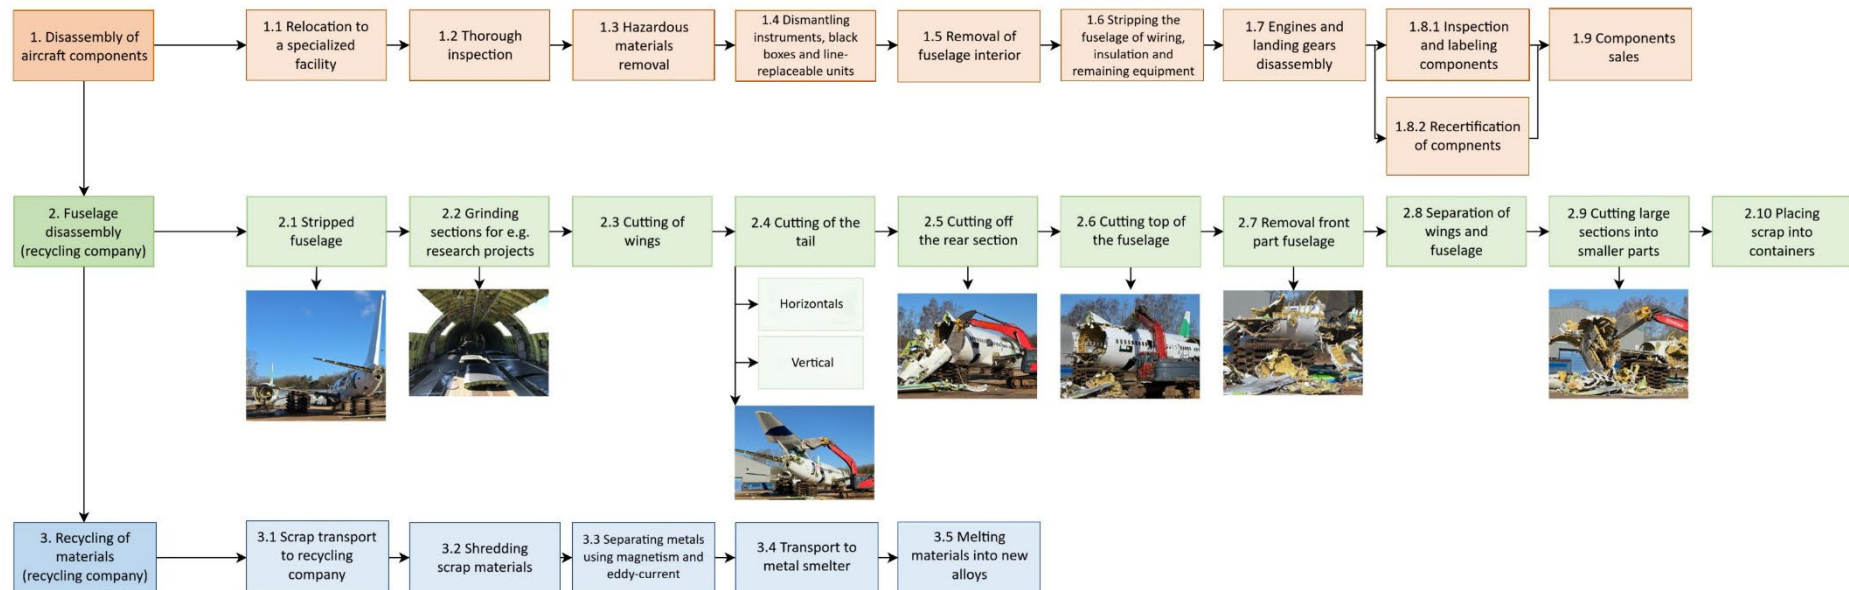 1. Disassembly of
aircraft components
1.1 Relocation to
a specialized
facility
1.2 Thorough
inspection
1.3 Hazardous
materials
removal
1.4 Dismantling
instruments, black
boxes and line-
replaceable units
1.5 Removal of
fuselage interior
1.6 Stripping the
fuselage of wiring,
insulation and
remaining equipment
1.7 Engines and
landing gears
disassembly
1.8.1 Inspection
and labeling
components
1.9 Components
sales
1.8.2 Recertification
of compnents
2. Fuselage
disassembly
(recycling company)
2.1 Stripped
fuselage
2.2 Grinding
sections for e.g.
research projects
2.3 Cutting of
wings
2.4 Cutting of the
tail
2.5 Cutting off
the rear section
2.6 Cutting top of
the fuselage
2.7 Removal front
part fuselage
2.8 Separation of
wings and
fuselage
2.9 Cutting large
sections into
smaller parts
2.10 Placing
scrap into
containers
Horizontals
Vertical
3. Recycling of
materials
(recycling company)
3.1 Scrap transport
to recycling
company
3.2 Shredding
scrap materials
3.3 Separating metals
using magnetism and
eddy-current
3.4 Transport to
metal smelter
3.5 Melting
materials into new
alloys